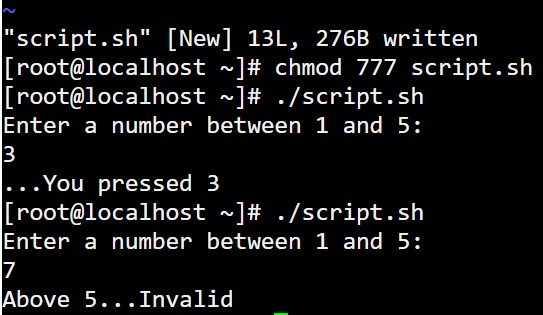 ~
"script.sh" [New] 13L, 276B written
[root@localhost ~]# chmod 777 script.sh
[root@localhost ~]# ./script.sh
Enter a number between 1 and 5:
3
...You pressed 3
[root@localhost ~]# ./script.sh
Enter a number between 1 and 5:
7
Above 5...Invalid